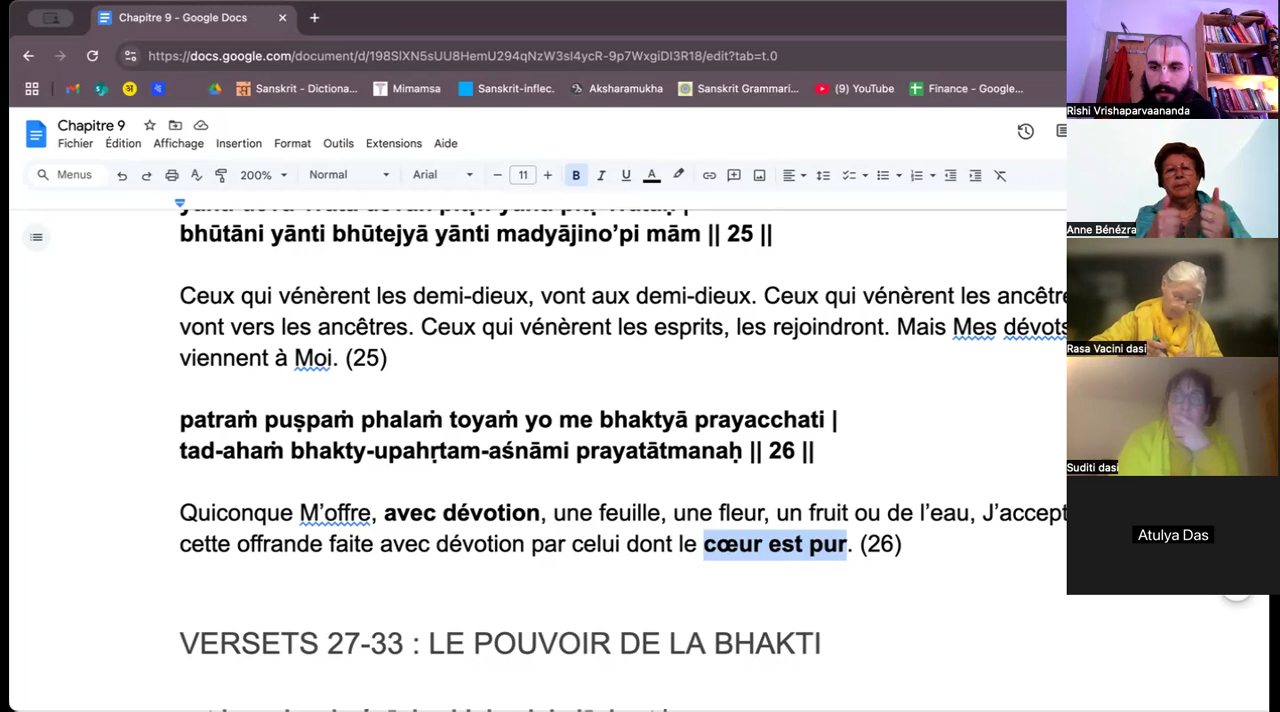 Chapitre 9 - Google Docs
https://docs.google.com/document/d/198SlXN5sUU8HemU294qNzW3sI4ycR-9p7WxgiDI3R18/edit?tab=t.0
Sanskrit - Dictiona... Mimamsa Sanskrit-inflec. Aksharamukha Sanskrit Grammari... (9) YouTube Finance - Google...
Chapitre 9
Fichier Édition Affichage Insertion Format Outils Extensions Aide
Menus 200% Normal Arial 11 B I U A
bhūtāni yānti bhūtejyā yānti madyājino’pi mām || 25 ||
Ceux qui vénèrent les demi-dieux, vont aux demi-dieux. Ceux qui vénèrent les ancêtre
vont vers les ancêtres. Ceux qui vénèrent les esprits, les rejoindront. Mais Mes dévots
viennent à Moi. (25)
patraṁ puṣpaṁ phalaṁ toyaṁ yo me bhaktyā prayacchati |
tad-ahaṁ bhakty-upahṛtam-aśnāmi prayatātmanaḥ || 26 ||
Quiconque M’offre, avec dévotion, une feuille, une fleur, un fruit ou de l’eau, J’accept
cette offrande faite avec dévotion par celui dont le cœur est pur. (26)
VERSETS 27-33 : LE POUVOIR DE LA BHAKTI
Rishi Vrishaparvaananda
Anne Bénézra
Rasa Vacini dasi
Suditi dasi
Atulya Das